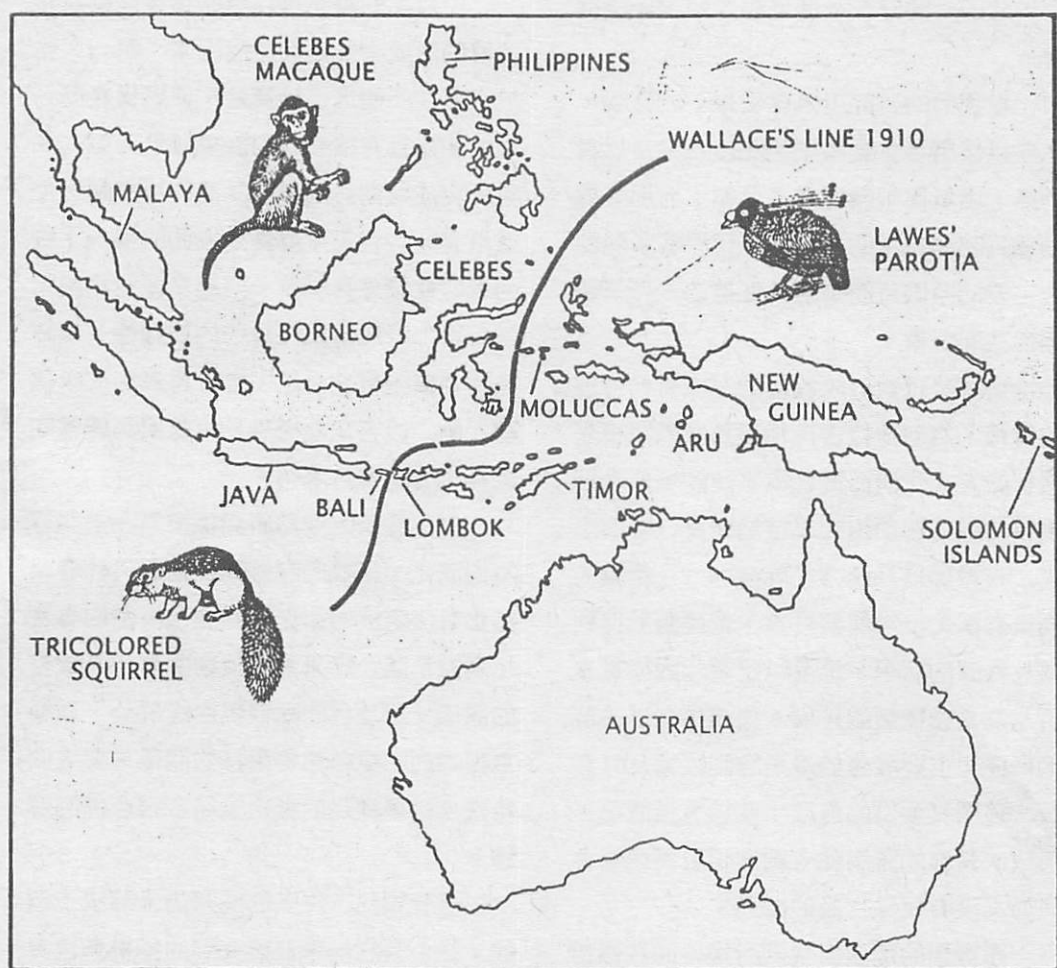 CELEBES
MACAQUE
PHILIPPINES
WALLACE'S LINE 1910
MALAYA
LAWES'
PAROTIA
CELEBES
BORNEO
NEW
GUINEA
MOLUCCAS
ARU
JAVA
BALI
LOMBOK
TIMOR
SOLOMON
ISLANDS
TRICOLORED
SQUIRREL
AUSTRALIA